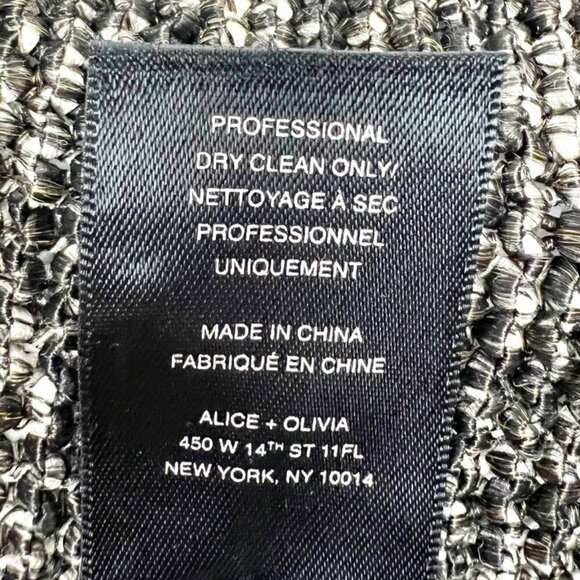 PROFESSIONAL
DRY CLEAN ONLY/
NETTOYAGE À SEC
PROFESSIONNEL
UNIQUEMENT
MADE IN CHINA
FABRIQUÉ EN CHINE
ALICE + OLIVIA
450 W 14TH ST 11FL
NEW YORK, NY 10014